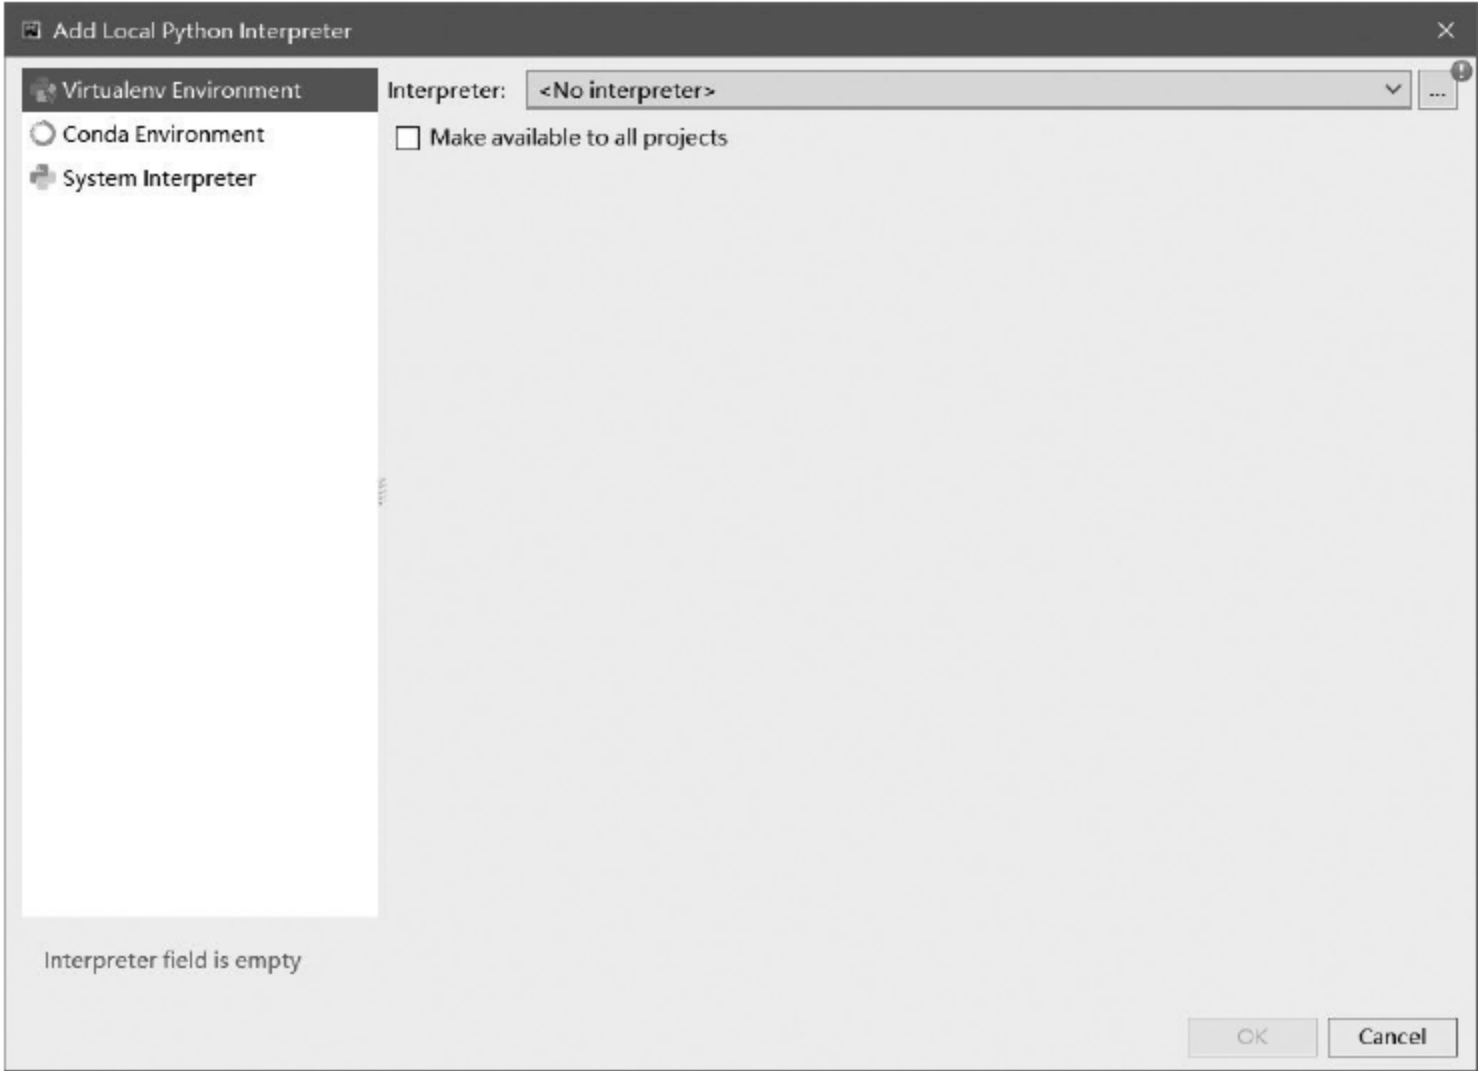 Add Local Python Interpreter
Virtualenv Environment
Conda Environment
System Interpreter
Interpreter: <No interpreter> ...
Make available to all projects
Interpreter field is empty
OK Cancel